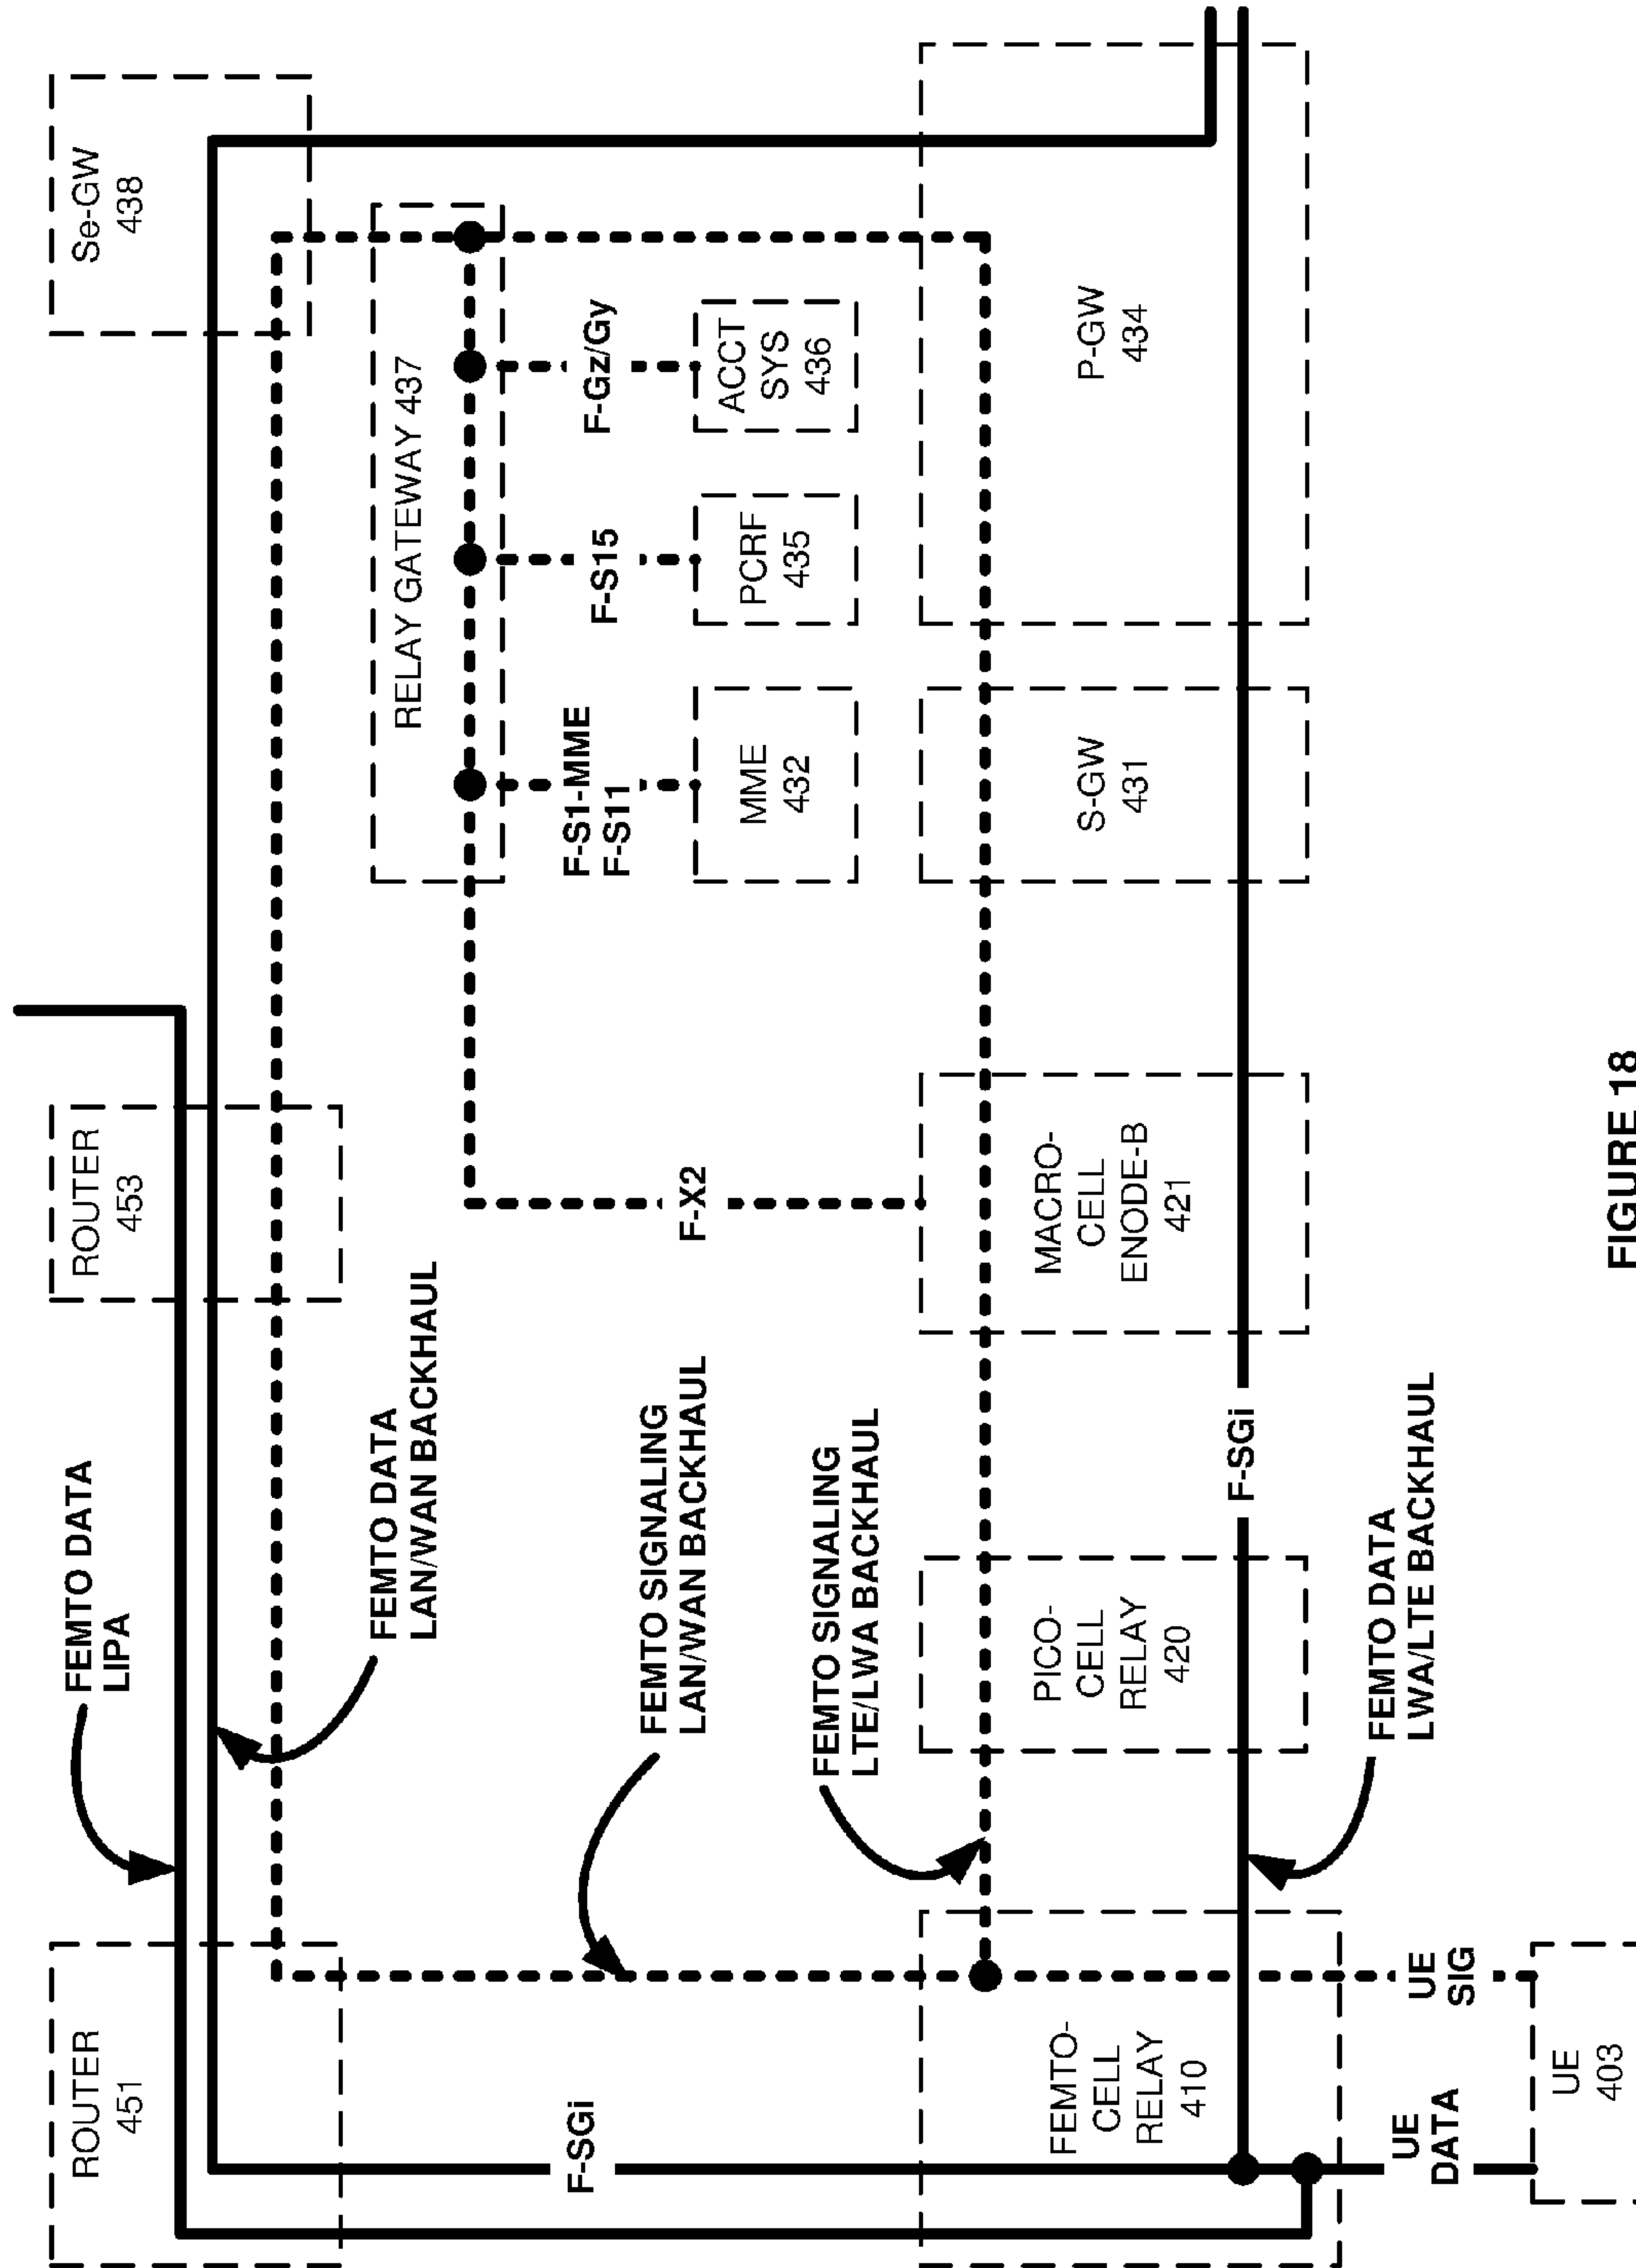 FEMTO DATA
LIPA
ROUTER
451
ROUTER
453
Se-GW
438
FEMTO DATA
LAN/WAN BACKHAUL
RELAY GATEWAY 437
F-SGi
FEMTO SIGNALING
LAN/WAN BACKHAUL
F-X2
F-S1-MME
F-S11
F-S15
F-Gz/Gy
MME
432
PCRF
435
ACCT
SYS
436
FEMTO SIGNALING
LTE/LWA BACKHAUL
FEMTO-
CELL
RELAY
410
PICO-
CELL
RELAY
420
MACRO-
CELL
ENODE-B
421
S-GW
431
P-GW
434
F-SGi
FEMTO DATA
LWA/LTE BACKHAUL
UE
DATA
UE
SIG
UE
403
FIGURE 18